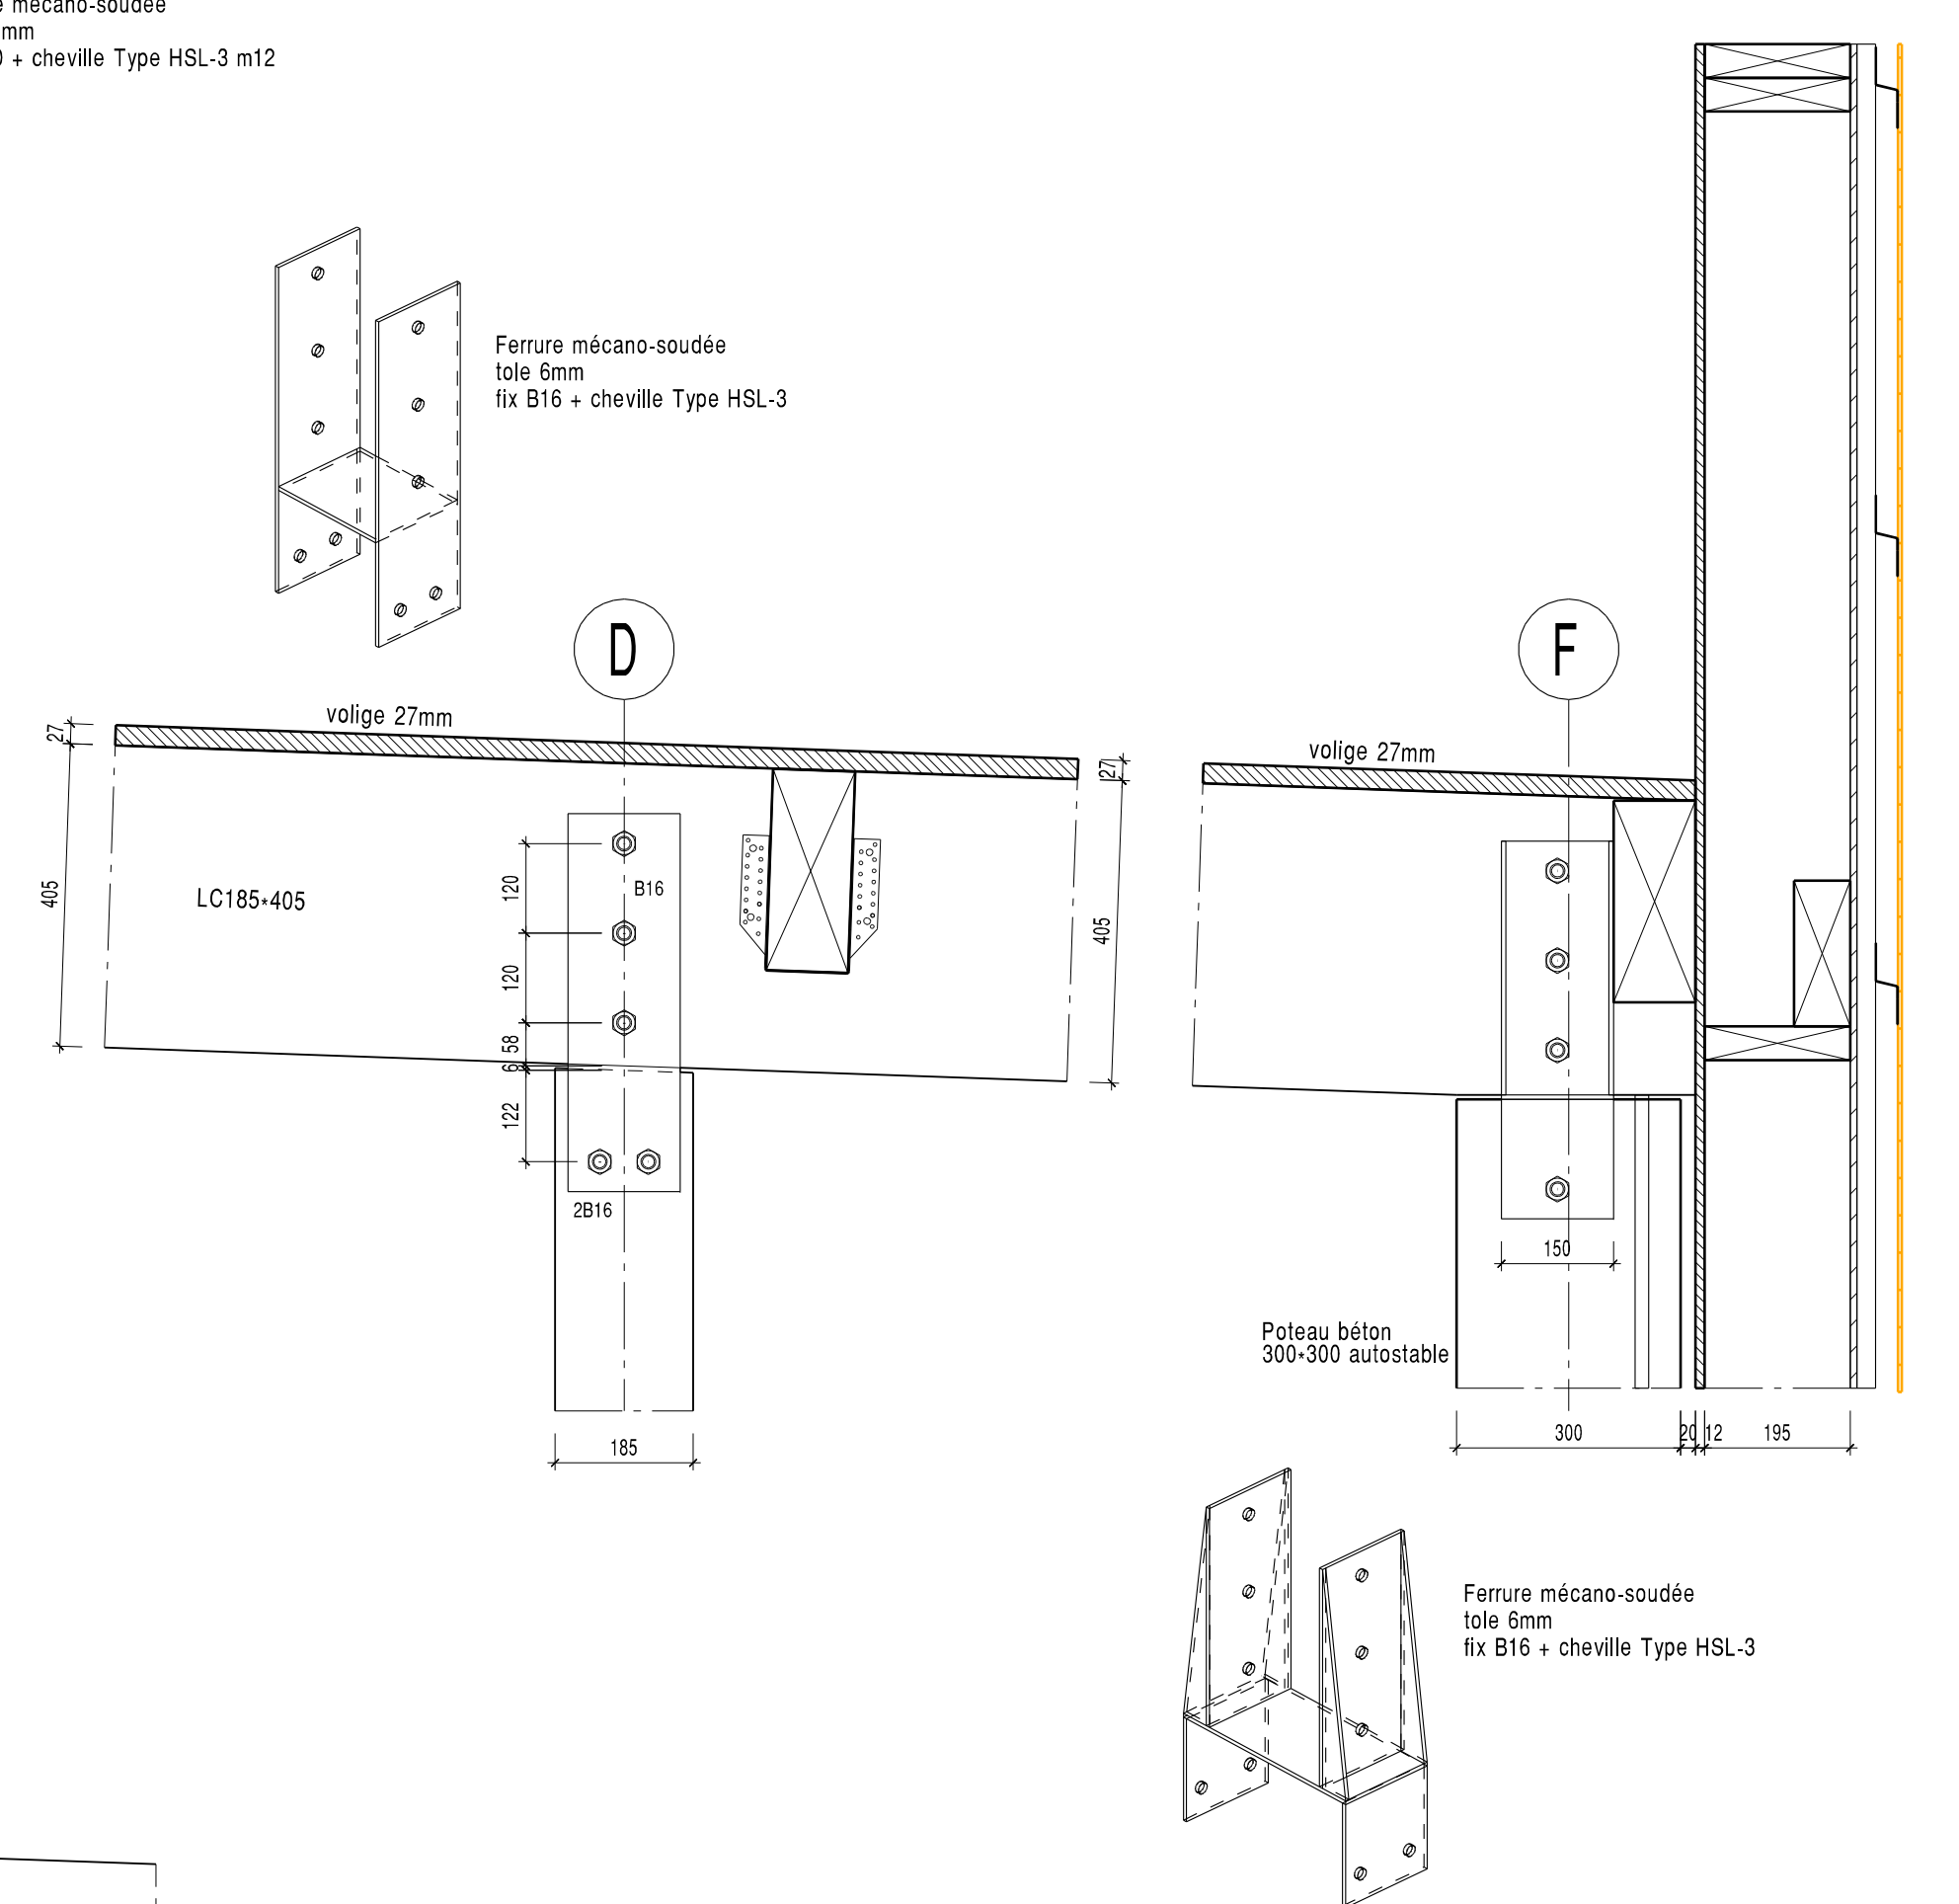 mécano-soudée
mm
+ cheville Type HSL-3 m12
Ferrure mécano-soudée
tole 6mm
fix B16 + cheville Type HSL-3
D
F
volige 27mm
volige 27mm
27
27
405
LC185*405
120
B16
120
58
6
122
405
2B16
185
150
Poteau béton
300*300 autostable
300
20
12
195
Ferrure mécano-soudée
tole 6mm
fix B16 + cheville Type HSL-3